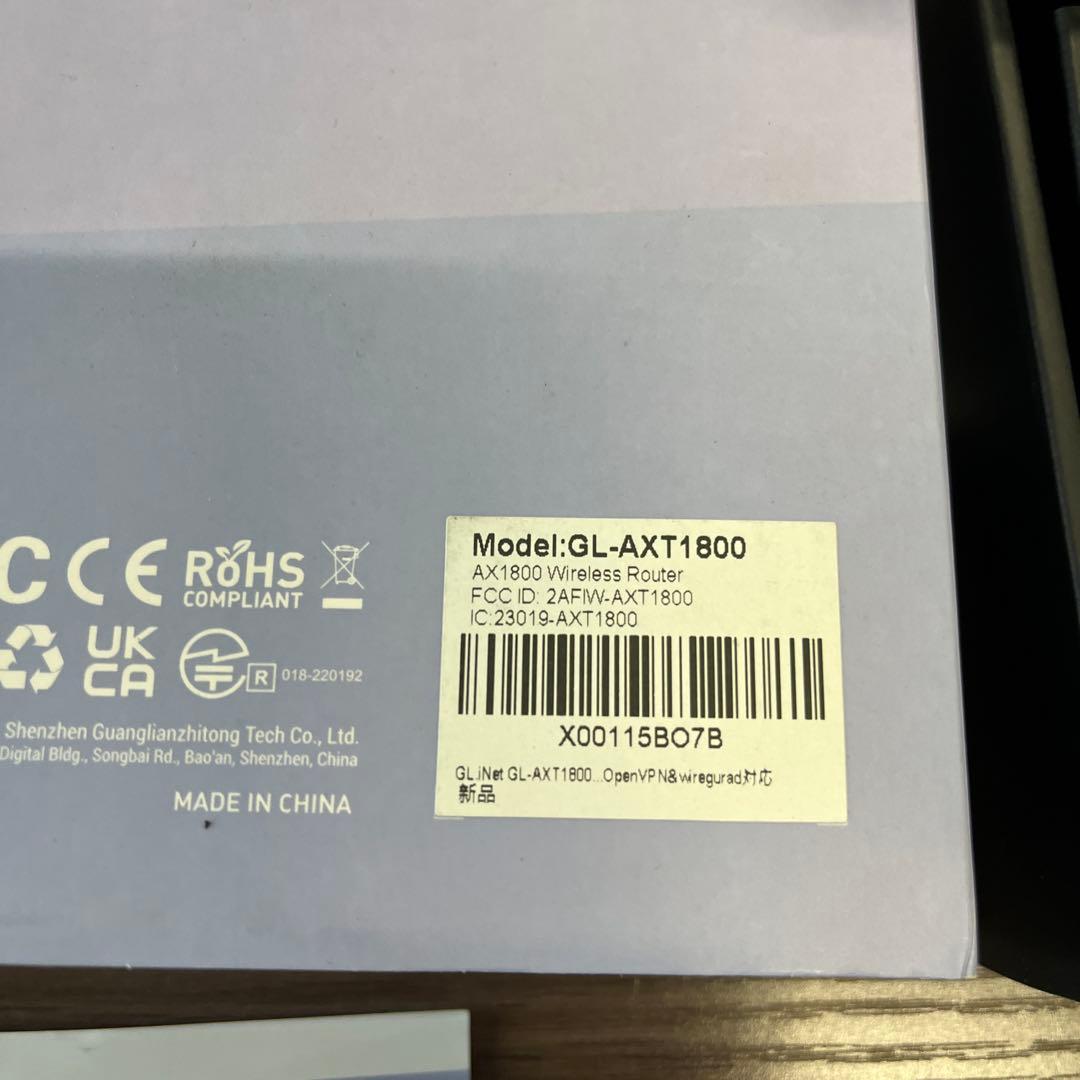 C CE RoHS
COMPLIANT
UK
CA
R 018-220192
Shenzhen Guanglianzhitong Tech Co., Ltd.
Digital Bldg., Songbai Rd., Bao'an, Shenzhen, China
MADE IN CHINA
Model:GL-AXT1800
AX1800 Wireless Router
FCC ID: 2AFIW-AXT1800
IC:23019-AXT1800
X00115BO7B
GL.iNet GL-AXT1800...OpenVPN&wiregurad対応
新品